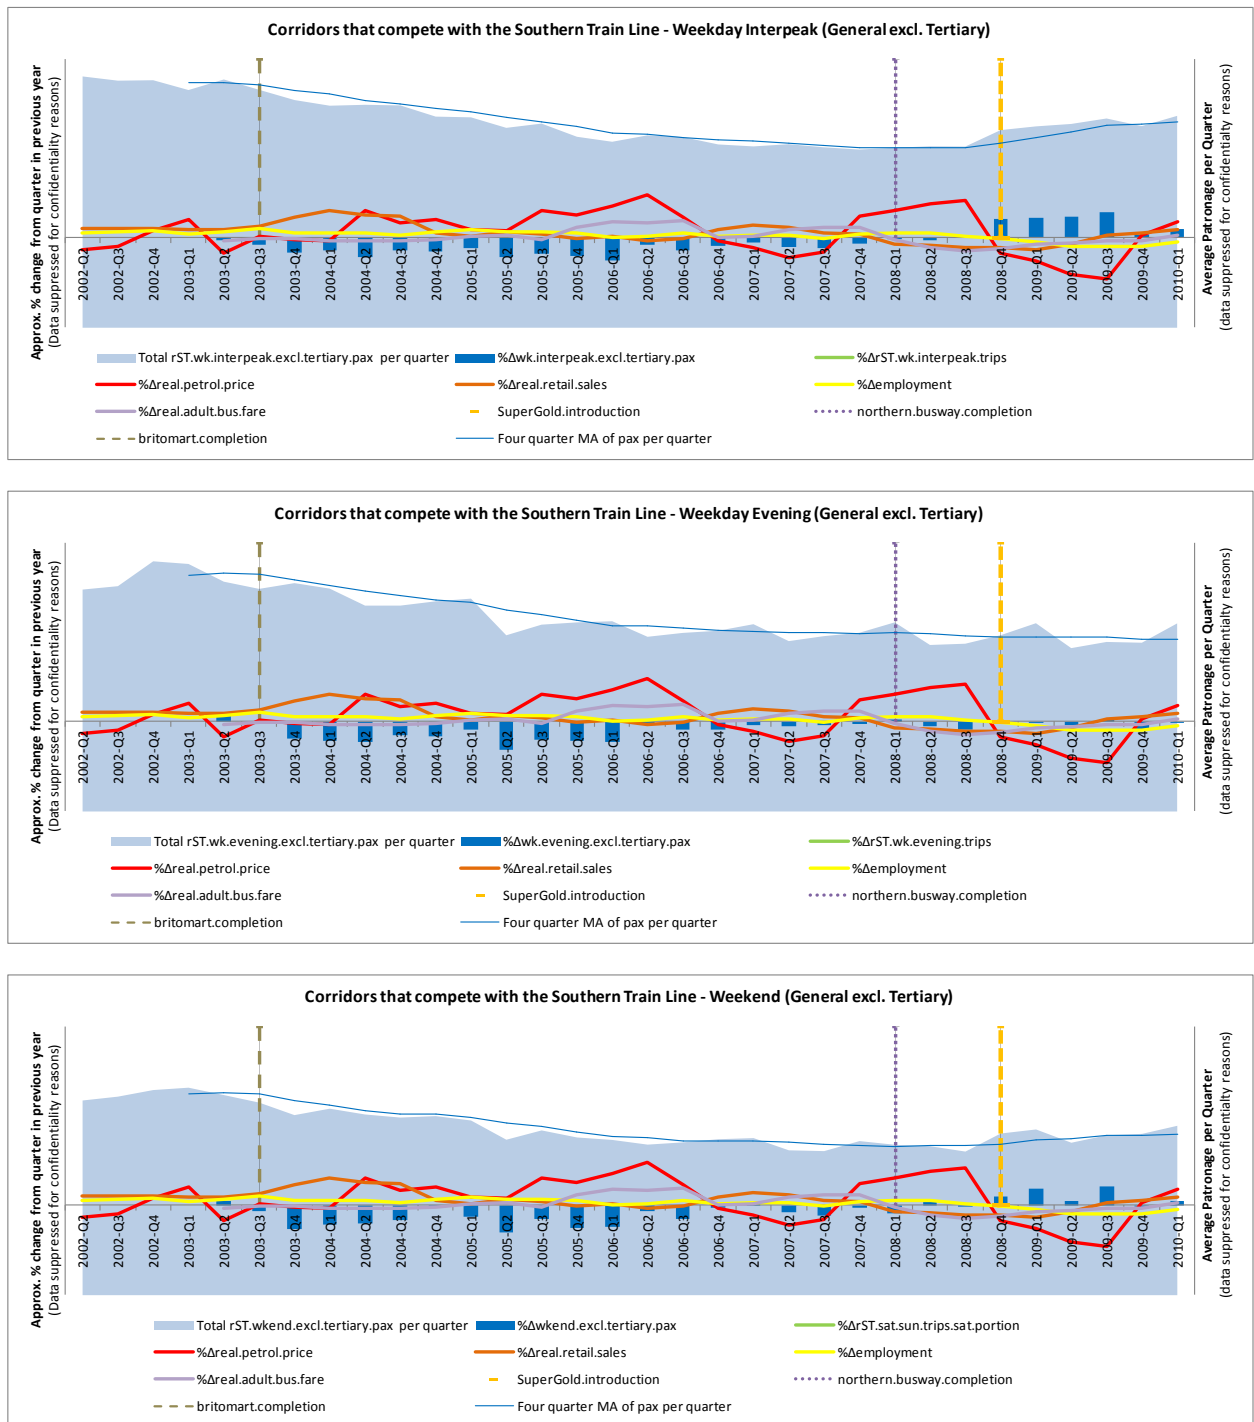 Corridors that compete with the Southern Train Line - Weekday Interpeak (General excl. Tertiary)
Approx. % change from quarter in previous year
(Data suppressed for confidentiality reasons)
Average Patronage per Quarter
(data suppressed for confidentiality reasons)
2002-Q2 2002-Q3 2002-Q4 2003-Q1 2003-Q2 2003-Q3 2003-Q4 2004-Q1 2004-Q2 2004-Q3 2004-Q4 2005-Q1 2005-Q2 2005-Q3 2005-Q4 2006-Q1 2006-Q2 2006-Q3 2006-Q4 2007-Q1 2007-Q2 2007-Q3 2007-Q4 2008-Q1 2008-Q2 2008-Q3 2008-Q4 2009-Q1 2009-Q2 2009-Q3 2009-Q4 2010-Q1
Total rST.wk.interpeak.excl.tertiary.pax per quarter %Δwk.interpeak.excl.tertiary.pax %ΔrST.wk.interpeak.trips
%Δreal.petrol.price %Δreal.retail.sales %Δemployment
%Δreal.adult.bus.fare SuperGold.introduction northern.busway.completion
britomart.completion Four quarter MA of pax per quarter
Corridors that compete with the Southern Train Line - Weekday Evening (General excl. Tertiary)
Approx. % change from quarter in previous year
(Data suppressed for confidentiality reasons)
Average Patronage per Quarter
(data suppressed for confidentiality reasons)
2002-Q2 2002-Q3 2002-Q4 2003-Q1 2003-Q2 2003-Q3 2003-Q4 2004-Q1 2004-Q2 2004-Q3 2004-Q4 2005-Q1 2005-Q2 2005-Q3 2005-Q4 2006-Q1 2006-Q2 2006-Q3 2006-Q4 2007-Q1 2007-Q2 2007-Q3 2007-Q4 2008-Q1 2008-Q2 2008-Q3 2008-Q4 2009-Q1 2009-Q2 2009-Q3 2009-Q4 2010-Q1
Total rST.wk.evening.excl.tertiary.pax per quarter %Δwk.evening.excl.tertiary.pax %ΔrST.wk.evening.trips
%Δreal.petrol.price %Δreal.retail.sales %Δemployment
%Δreal.adult.bus.fare SuperGold.introduction northern.busway.completion
britomart.completion Four quarter MA of pax per quarter
Corridors that compete with the Southern Train Line - Weekend (General excl. Tertiary)
Approx. % change from quarter in previous year
(Data suppressed for confidentialty reasons)
Average Patronage per Quarter
(data suppressed for confidentiality reasons)
2002-Q2 2002-Q3 2002-Q4 2003-Q1 2003-Q2 2003-Q3 2003-Q4 2004-Q1 2004-Q2 2004-Q3 2004-Q4 2005-Q1 2005-Q2 2005-Q3 2005-Q4 2006-Q1 2006-Q2 2006-Q3 2006-Q4 2007-Q1 2007-Q2 2007-Q3 2007-Q4 2008-Q1 2008-Q2 2008-Q3 2008-Q4 2009-Q1 2009-Q2 2009-Q3 2009-Q4 2010-Q1
Total rST.wkend.excl.tertiary.pax per quarter %Δwkend.excl.tertiary.pax %ΔrST.sat.sun.trips.sat.portion
%Δreal.petrol.price %Δreal.retail.sales %Δemployment
%Δreal.adult.bus.fare SuperGold.introduction northern.busway.completion
britomart.completion Four quarter MA of pax per quarter